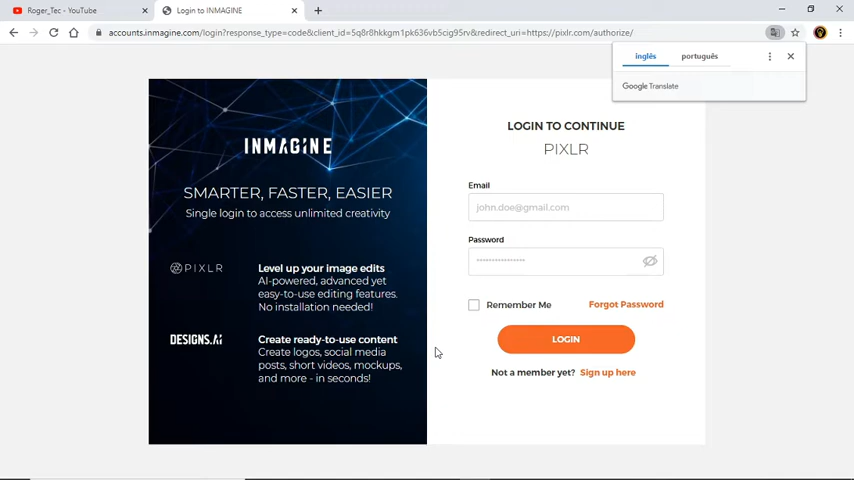 Roger_Tec - YouTube
Login to INMAGINE
accounts.inmagine.com/login?response_type=code&client_id=5q8r8hkkgm1pk636vb5cig95rv&redirect_uri=https://pixlr.com/authorize/
inglês português
Google Translate
INMAGINE
SMARTER, FASTER, EASIER
Single login to access unlimited creativity
PIXLR
Level up your image edits
AI-powered, advanced yet
easy-to-use editing features.
No installation needed!
DESIGNS.AI
Create ready-to-use content
Create logos, social media
posts, short videos, mockups,
and more - in seconds!
LOGIN TO CONTINUE
PIXLR
Email
john.doe@gmail.com
Password
Remember Me Forgot Password
LOGIN
Not a member yet? Sign up here